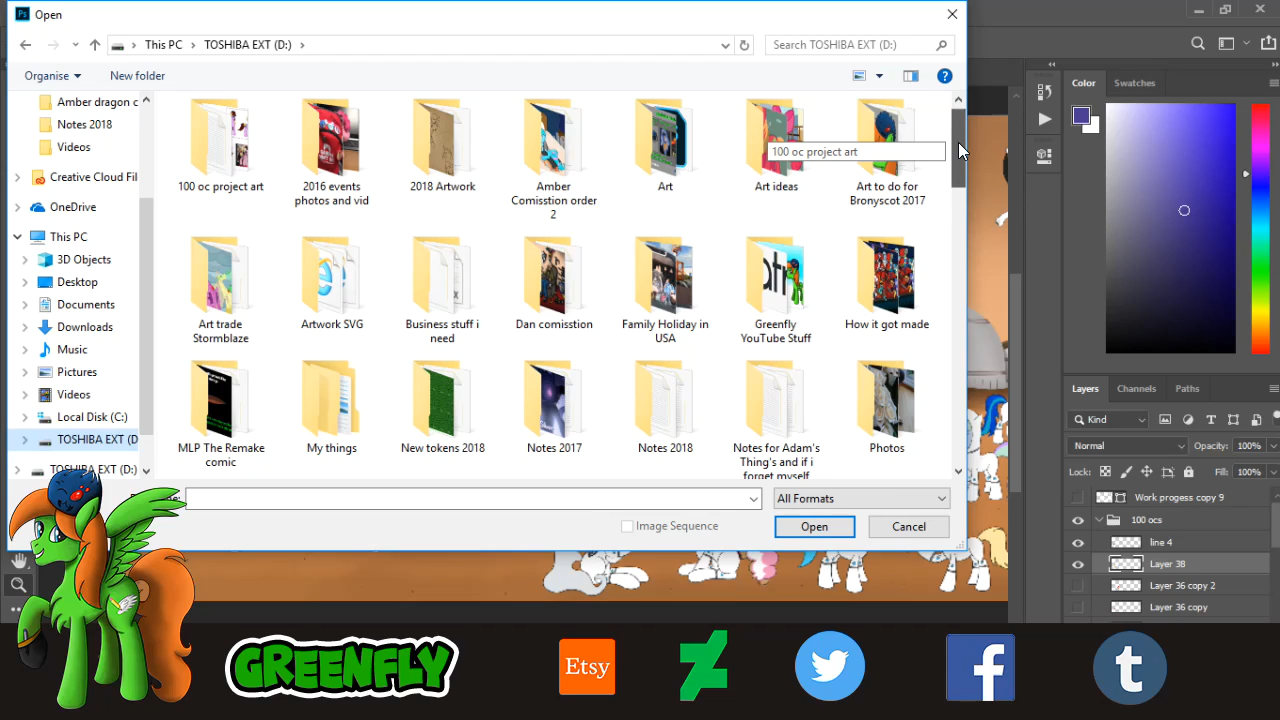 Open
This PC
TOSHIBA EXT (D:)
Search TOSHIBA EXT (D:)
Organise
New folder
Amber dragon c
Notes 2018
Videos
Creative Cloud Fil
OneDrive
This PC
3D Objects
Desktop
Documents
Downloads
Music
Pictures
Videos
Local Disk (C:)
TOSHIBA EXT (D
TOSHIBA EXT (D:)
100 oc project art
2016 events
photos and vid
2018 Artwork
Amber
Comisstion order
2
Art
Art ideas
Art to do for
Bronyscot 2017
100 oc project art
Art trade
Stormblaze
Artwork SVG
Business stuff i
need
Dan comisstion
Family Holiday in
USA
Greenfly
YouTube Stuff
How it got made
MLP The Remake
comic
My things
New tokens 2018
Notes 2017
Notes 2018
Notes for Adam's
Thing's and if i
forget myself
Photos
All Formats
Image Sequence
Open
Cancel
Color
Swatches
Layers
Channels
Paths
Kind
Normal
Opacity: 100%
Lock:
Fill: 100%
Work progess copy 9
100 ocs
line 4
Layer 38
Layer 36 copy 2
Layer 36 copy
GREENFLY
Etsy